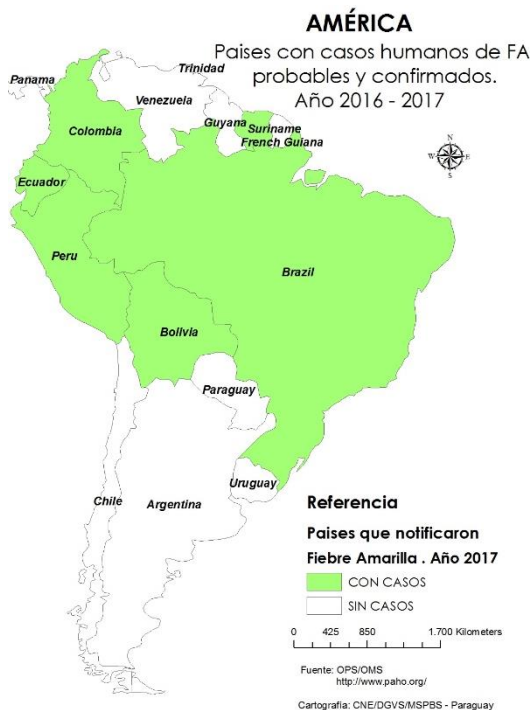 AMÉRICA
Paises con casos humanos de FA
probables y confirmados.
Año 2016 - 2017
Panama
Trinidad
Venezuela
Guyana
Suriname
French Guiana
Colombia
N
W E
S
Ecuador
Peru
Brazil
Bolivia
Paraguay
Uruguay
Chile
Argentina
Referencia
Paises que notificaron
Fiebre Amarilla . Año 2017
CON CASOS
SIN CASOS
0 425 850 1.700 Kilometers
Fuente: OPS/OMS
http://www.paho.org/
Cartografía: CNE/DGVS/MSPBS - Paraguay